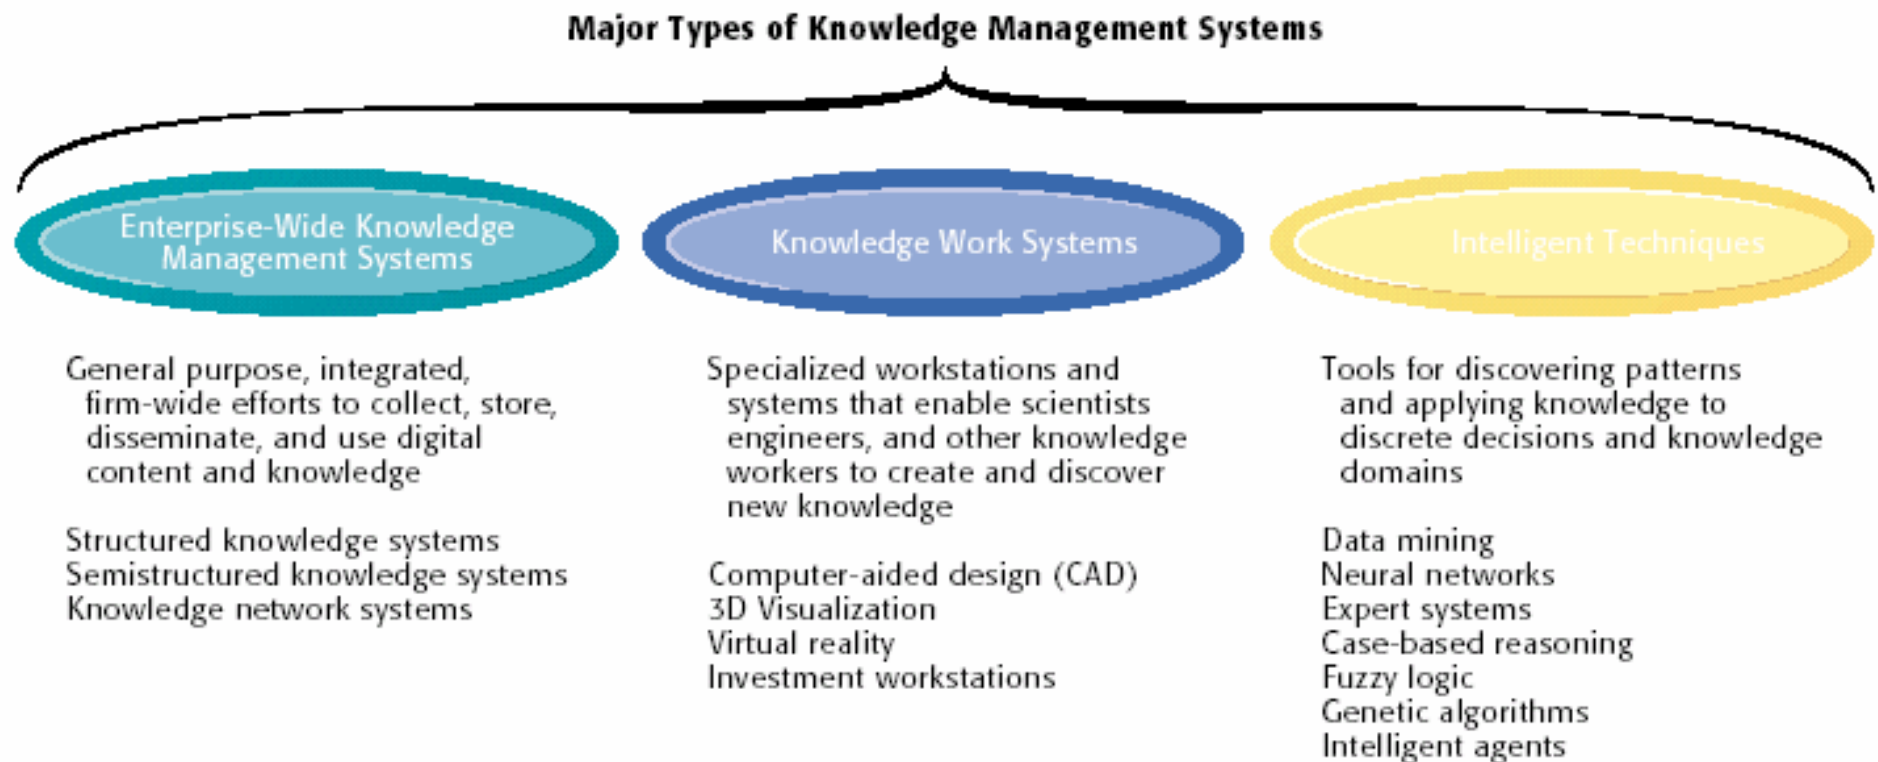 Major Types of Knowledge Management Systems
Enterprise-Wide Knowledge
Management Systems
Knowledge Work Systems
Intelligent Techniques
General purpose, integrated,
firm-wide efforts to collect, store,
disseminate, and use digital
content and knowledge
Structured knowledge systems
Semistructured knowledge systems
Knowledge network systems
Specialized workstations and
systems that enable scientists
engineers, and other knowledge
workers to create and discover
new knowledge
Computer-aided design (CAD)
3D Visualization
Virtual reality
Investment workstations
Tools for discovering patterns
and applying knowledge to
discrete decisions and knowledge
domains
Data mining
Neural networks
Expert systems
Case-based reasoning
Fuzzy logic
Genetic algorithms
Intelligent agents